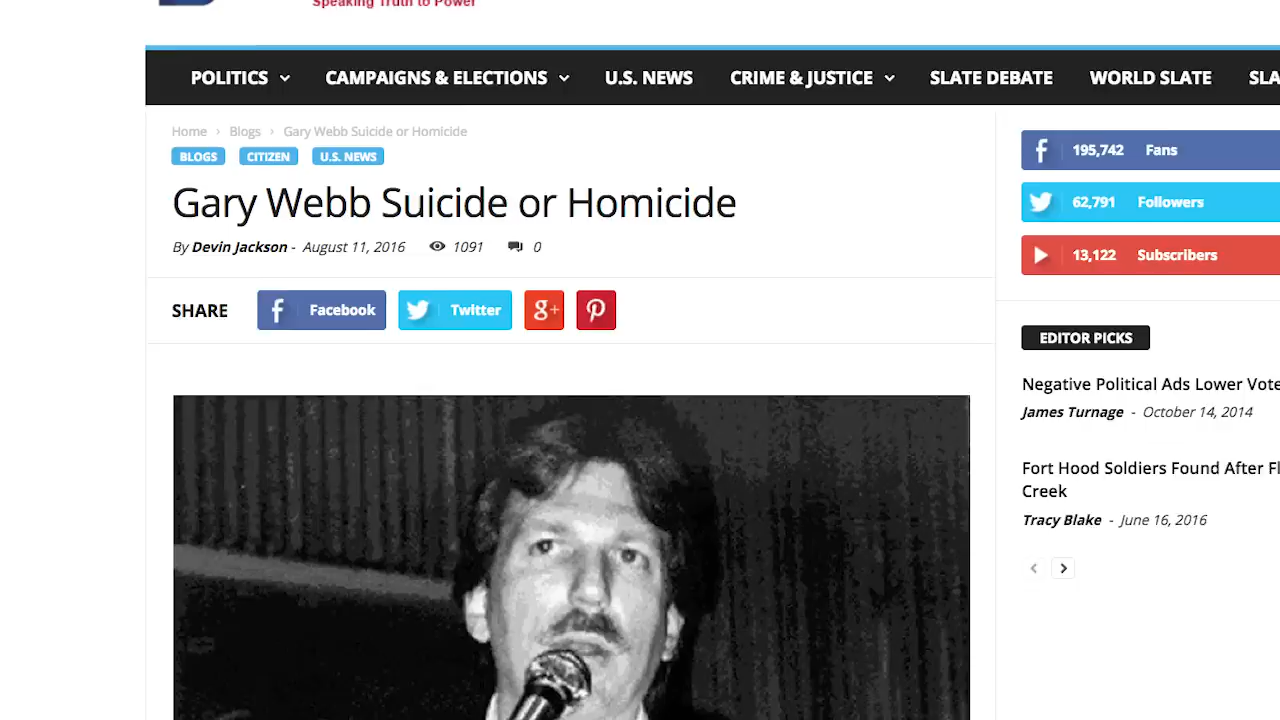 Speaking Truth to Power
POLITICS CAMPAIGNS & ELECTIONS U.S. NEWS CRIME & JUSTICE SLATE DEBATE WORLD SLATE SLA
Home › Blogs › Gary Webb Suicide or Homicide
BLOGS CITIZEN U.S. NEWS
Gary Webb Suicide or Homicide
By Devin Jackson - August 11, 2016 1091 0
SHARE Facebook Twitter g+
195,742 Fans
62,791 Followers
13,122 Subscribers
EDITOR PICKS
Negative Political Ads Lower Vote
James Turnage - October 14, 2014
Fort Hood Soldiers Found After Fl
Creek
Tracy Blake - June 16, 2016